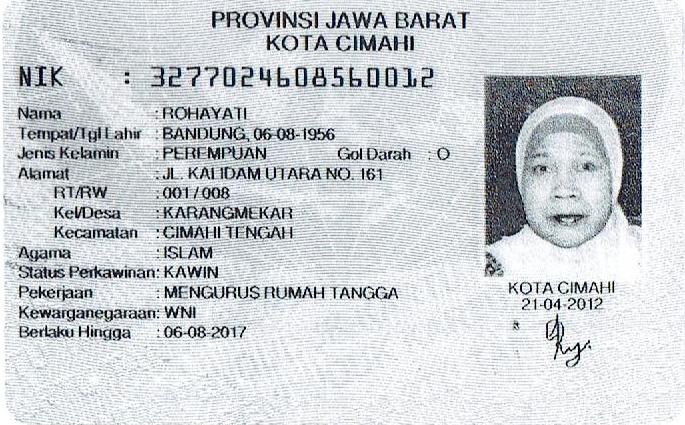 PROVINSI JAWA BARAT
KOTA CIMAHI
NIK : 3277024608560012
Nama : ROHAYATI
Tempat/Tgl Lahir : BANDUNG, 06-08-1956
Jenis Kelamin : PEREMPUAN Gol Darah : O
Alamat : JL. KALIDAM UTARA NO. 161
RT/RW : 001 / 008
Kel/Desa : KARANGMEKAR
Kecamatan : CIMAHI TENGAH
Agama : ISLAM
Status Perkawinan: KAWIN
Pekerjaan : MENGURUS RUMAH TANGGA
Kewarganegaraan: WNI
Berlaku Hingga : 06-08-2017
KOTA CIMAHI
21-04-2012